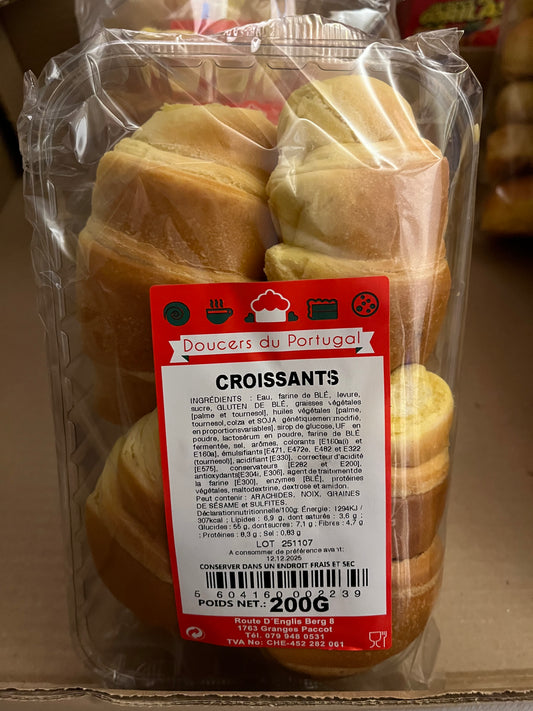 Doucers du Portugal
CROISSANTS
INGRÉDIENTS : Eau, farine de BLÉ, levure,
sucre, GLUTEN DE BLÉ, graisses végétales
[palme et tournesol], huiles végétales [palme,
tournesol, colza et SOJA génétiquement modifié,
en proportions variables], sirop de glucose, ŒUF en
poudre, lactosérum en poudre, farine de BLÉ
fermentée, sel, arômes, colorants [E160a(i) et
E160a], émulsifiants [E471, E472e, E482 et E322
(tournesol)], acidifiant [E330], correcteur d'acidité
[E575], conservateurs [E282 et E200],
antioxydants [E304i, E306], agent de traitement de
la farine [E300], enzymes [BLÉ], protéines
végétales, maltodextrine, dextrose et amidon.
Peut contenir : ARACHIDES, NOIX, GRAINES
DE SÉSAME et SULFITES.
Déclaration nutritionnelle/100g: Énergie: 1294KJ /
307kcal ; Lipides : 6,9 g, dont saturés : 3,6 g ;
Glucides : 55 g, dont sucres : 7,1 g ; Fibres : 4,7 g
; Protéines : 8,3 g ; Sel : 0,83 g
LOT 251107
A consommer de préférence avant:
12.12.2025
CONSERVER DANS UN ENDROIT FRAIS ET SEC
5 604160 002239
POIDS NET.: 200G
Route D'Englis Berg 8
1763 Granges Paccot
Tél. 079 948 0531
TVA No: CHE-452 282 061